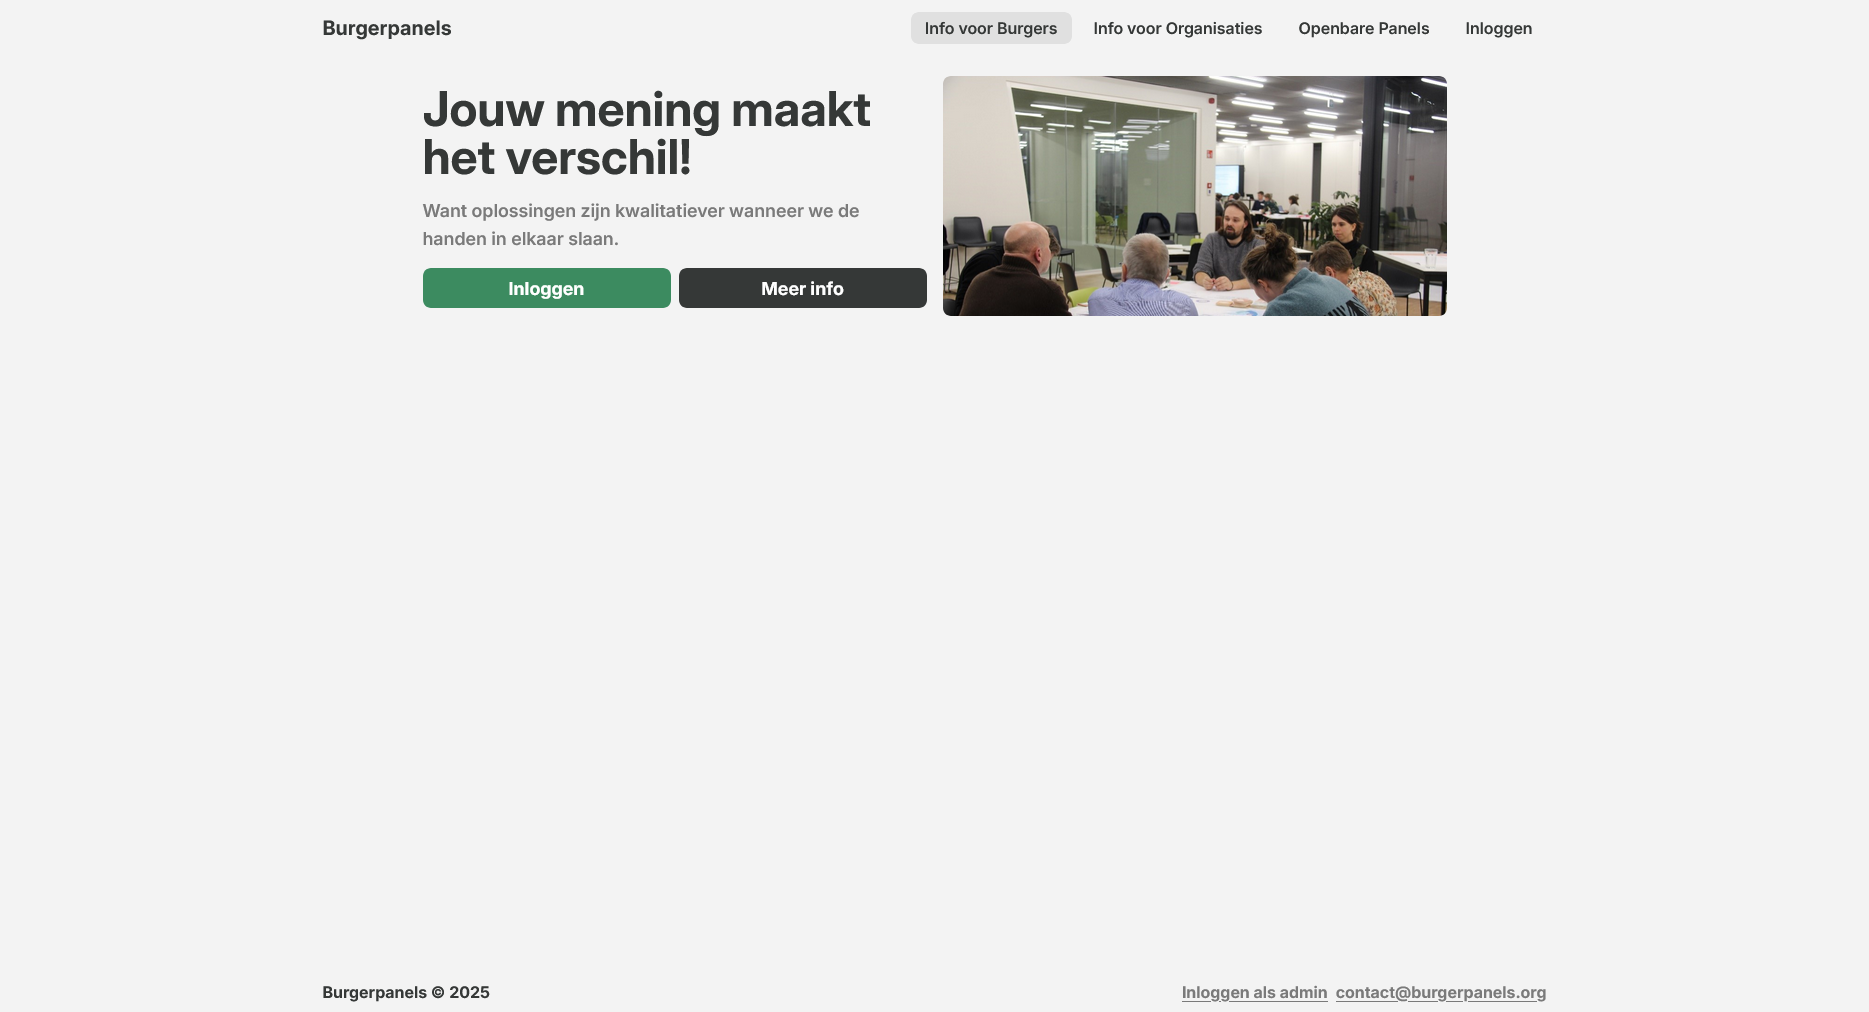 Burgerpanels
Info voor Burgers
Info voor Organisaties
Openbare Panels
Inloggen
Jouw mening maakt
het verschil!
Want oplossingen zijn kwalitatiever wanneer we de
handen in elkaar slaan.
Inloggen
Meer info
Burgerpanels © 2025
Inloggen als admin
contact@burgerpanels.org